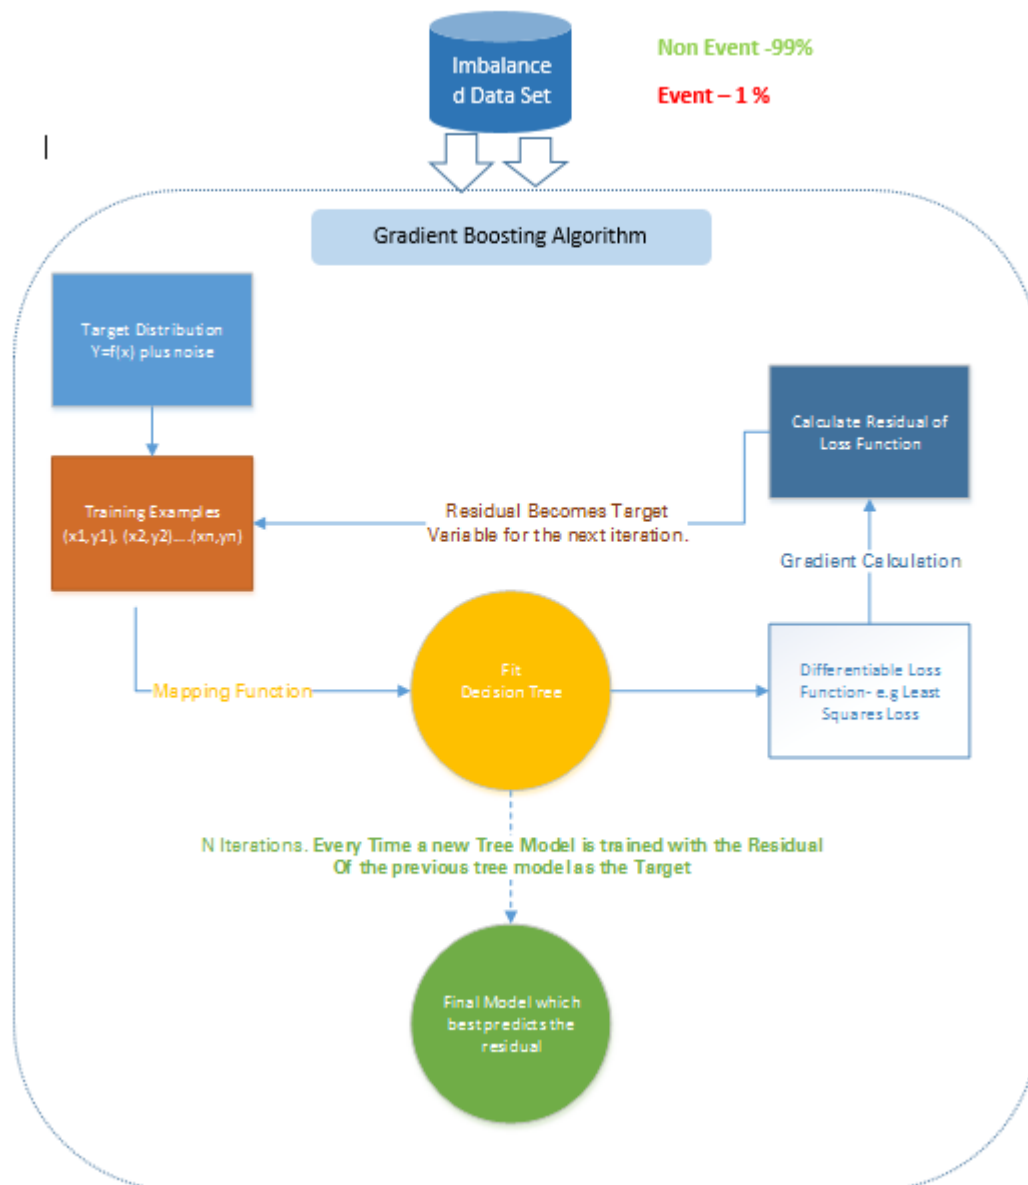 Imbalance
d Data Set
Non Event -99%
Event – 1 %
Gradient Boosting Algorithm
Target Distribution
Y=f(x) plus noise
Training Examples
(x1,y1), (x2,y2).....(xn,yn)
Calculate Residual of
Loss Function
Residual Becomes Target
Variable for the next iteration.
Gradient Calculation
Mapping Function
Fit
Decision Tree
Differentiable Loss
Function- e.g Least
Squares Loss
N Iterations. Every Time a new Tree Model is trained with the Residual
Of the previous tree model as the Target
Final Model which
best predicts the
residual